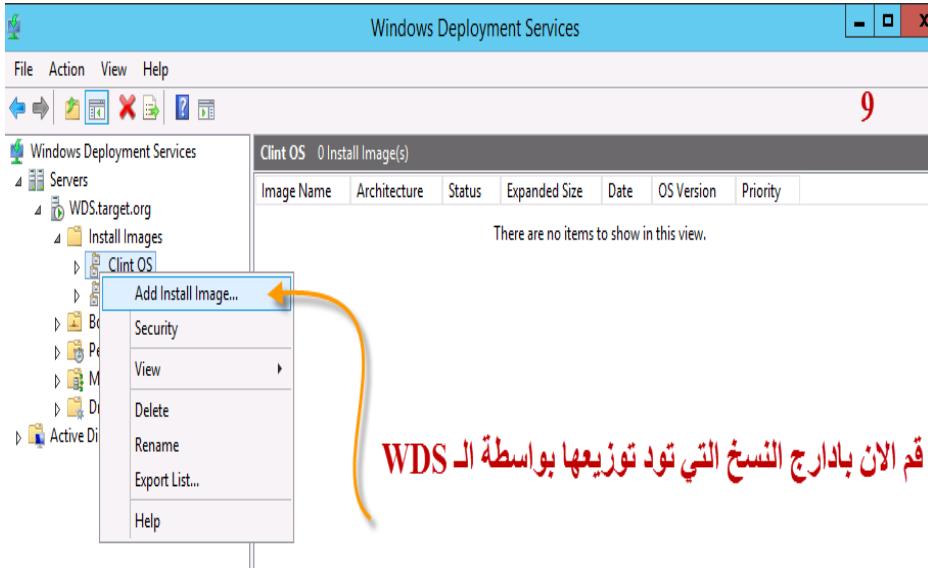 Windows Deployment Services
File Action View Help
9
Windows Deployment Services
Servers
WDS.target.org
Install Images
Clint OS
Clint OS 0 Install Image(s)
Image Name Architecture Status Expanded Size Date OS Version Priority
There are no items to show in this view.
Add Install Image...
Security
View
Delete
Rename
Export List...
Help
Active Di
قم الان بادارج النسخ التي تود توزيعها بواسطة الـ WDS